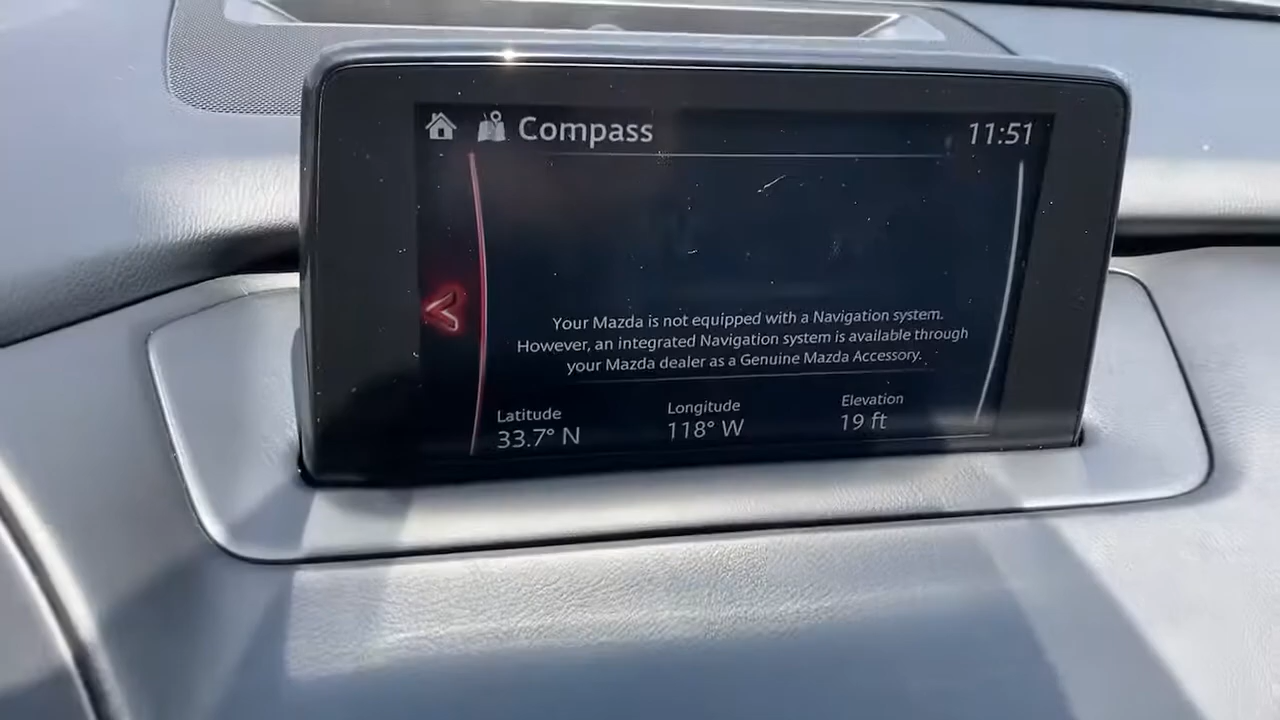 Compass
11:51
Your Mazda is not equipped with a Navigation system.
However, an integrated Navigation system is available through
your Mazda dealer as a Genuine Mazda Accessory.
Latitude Longitude Elevation
33.7° N 118° W 19 ft